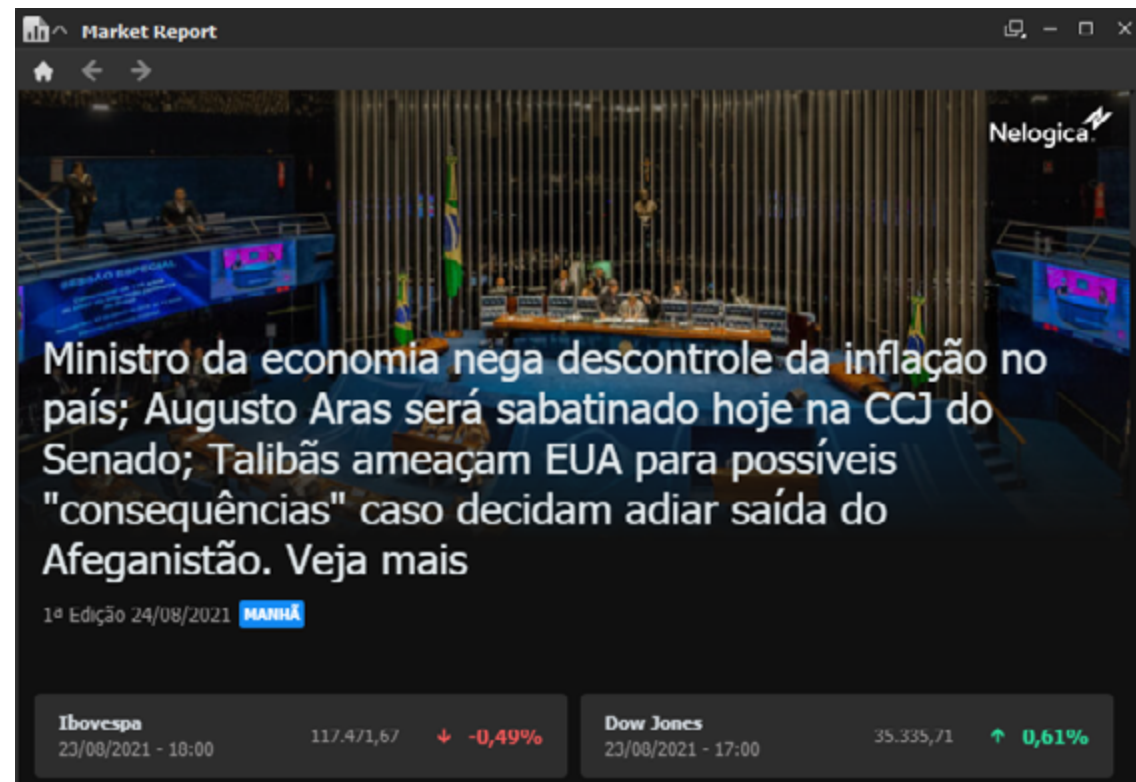 Market Report
Nelogica
SESSÃO ESPECIAL
Ministro da economia nega descontrole da inflação no
país; Augusto Aras será sabatinado hoje na CCJ do
Senado; Talibãs ameaçam EUA para possíveis
"consequências" caso decidam adiar saída do
Afeganistão. Veja mais
1ª Edição 24/08/2021 MANHÃ
Ibovespa
117.471,67 -0,49%
23/08/2021 - 18:00
Dow Jones
35.335,71 0,61%
23/08/2021 - 17:00